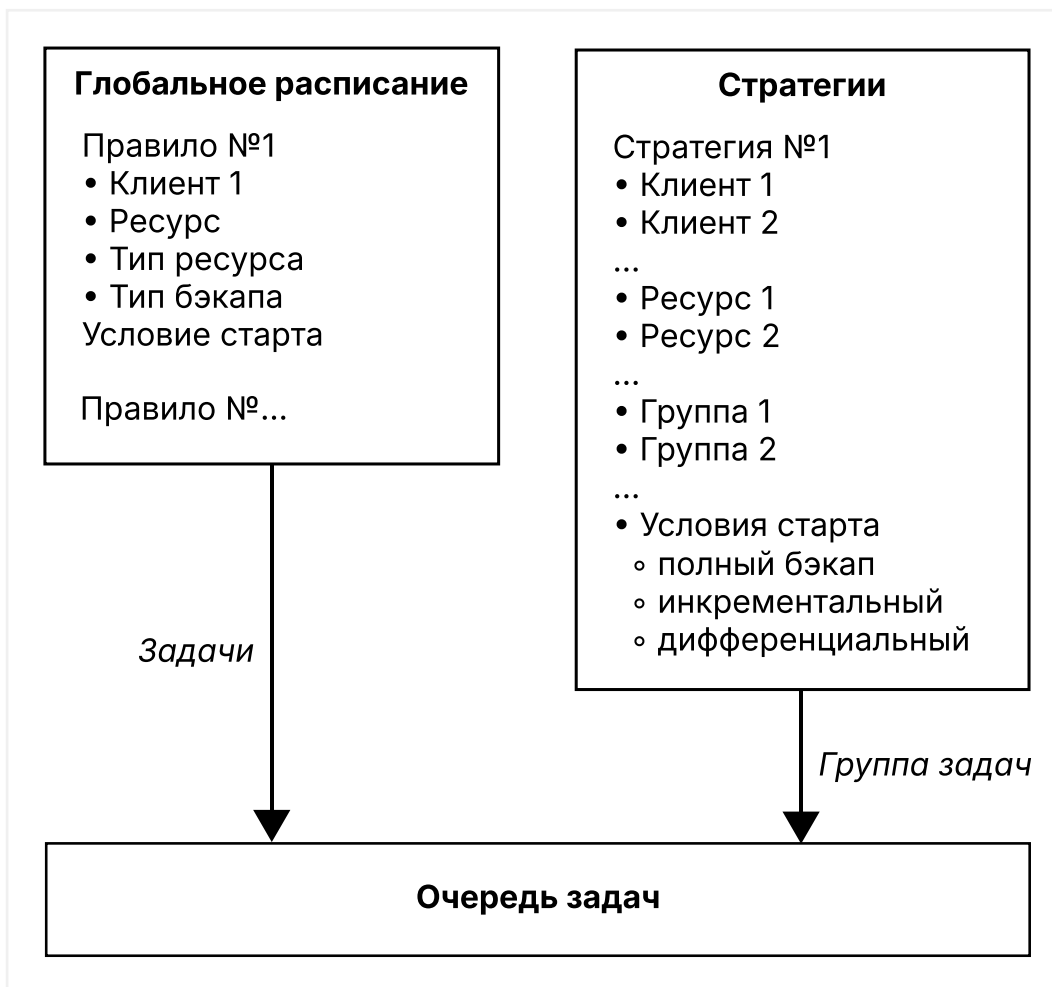 Глобальное расписание
Правило №1
• Клиент 1
• Ресурс
• Тип ресурса
• Тип бэкапа
Условие старта
Правило №...
Задачи
Стратегии
Стратегия №1
• Клиент 1
• Клиент 2
...
• Ресурс 1
• Ресурс 2
...
• Группа 1
• Группа 2
...
• Условия старта
◦ полный бэкап
◦ инкрементальный
◦ дифференциальный
Группа задач
Очередь задач